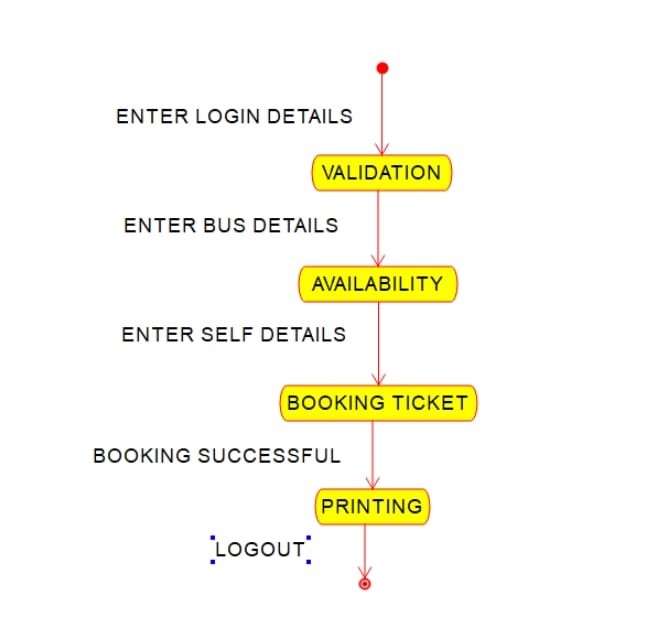 ENTER LOGIN DETAILS
VALIDATION
ENTER BUS DETAILS
AVAILABILITY
ENTER SELF DETAILS
BOOKING TICKET
BOOKING SUCCESSFUL
PRINTING
LOGOUT